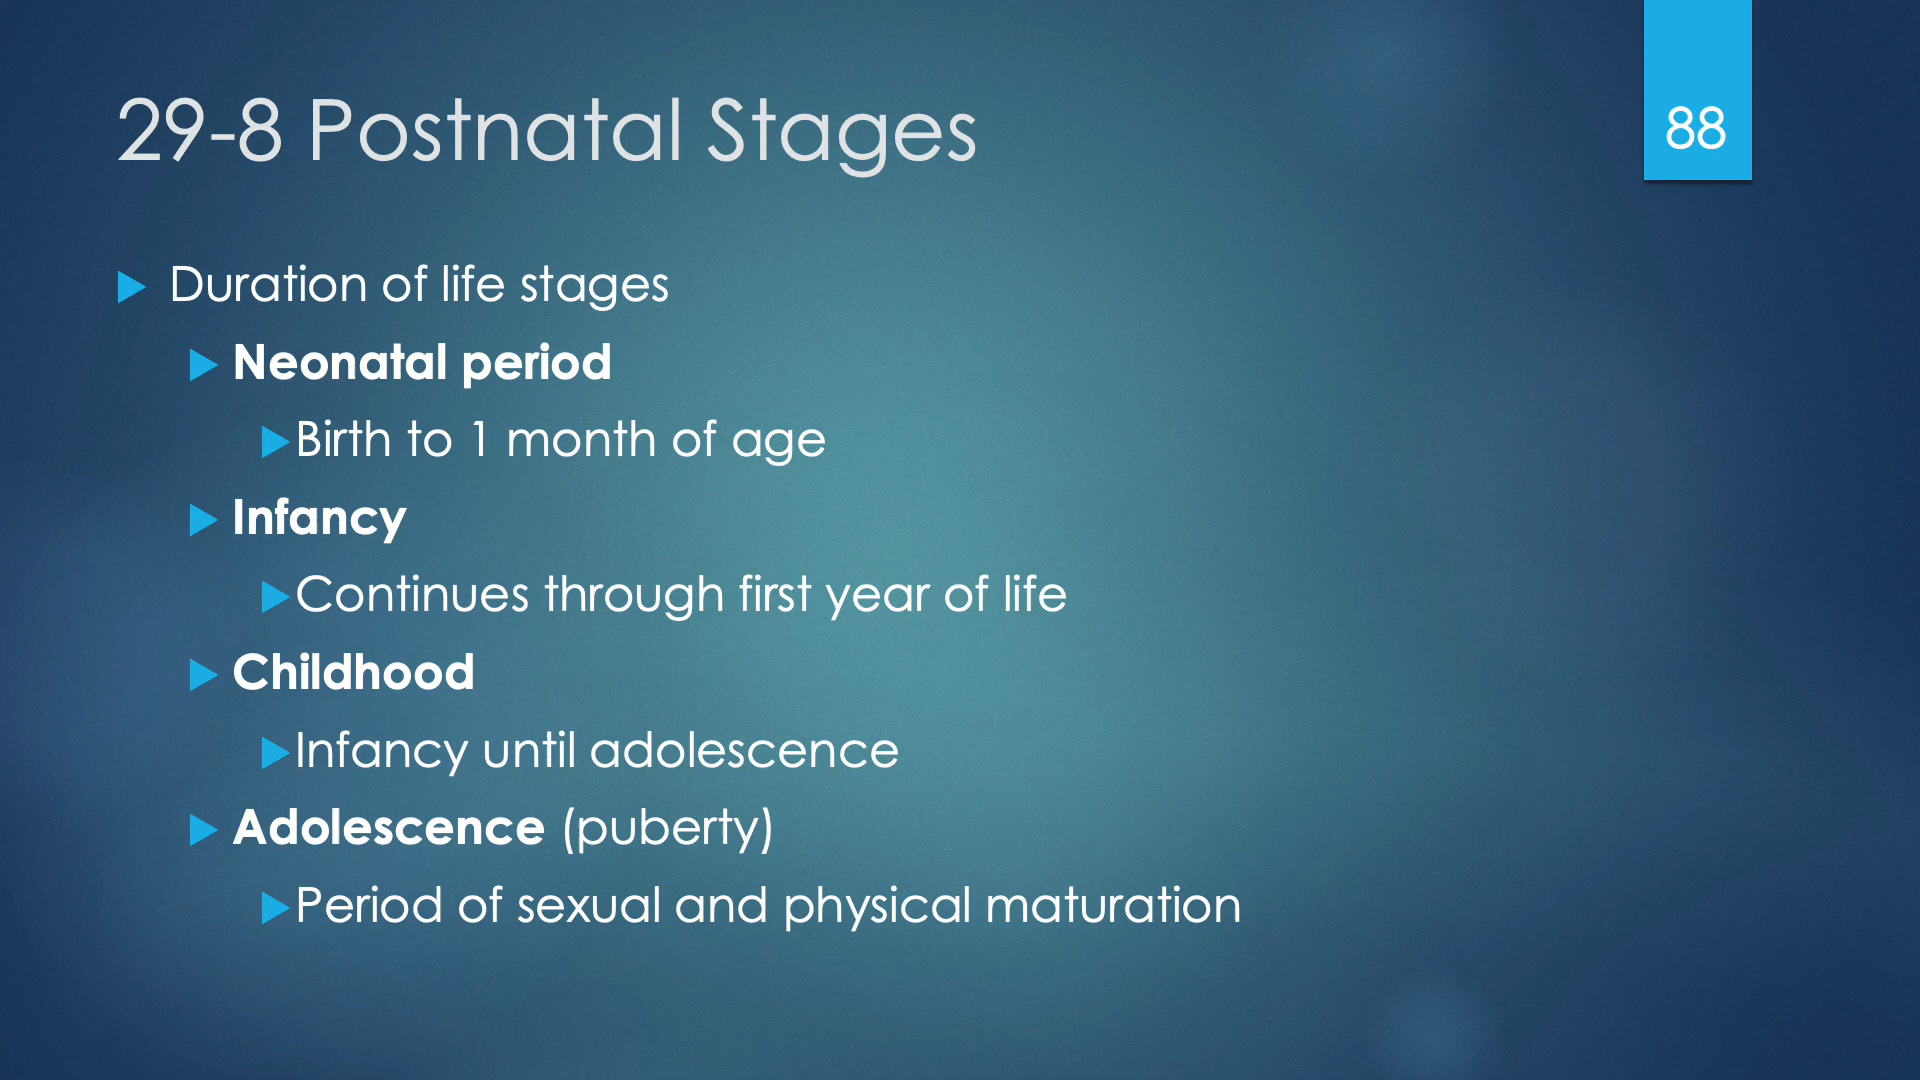 29-8 Postnatal Stages
88
Duration of life stages
Neonatal period
Birth to 1 month of age
Infancy
Continues through first year of life
Childhood
Infancy until adolescence
Adolescence (puberty)
Period of sexual and physical maturation